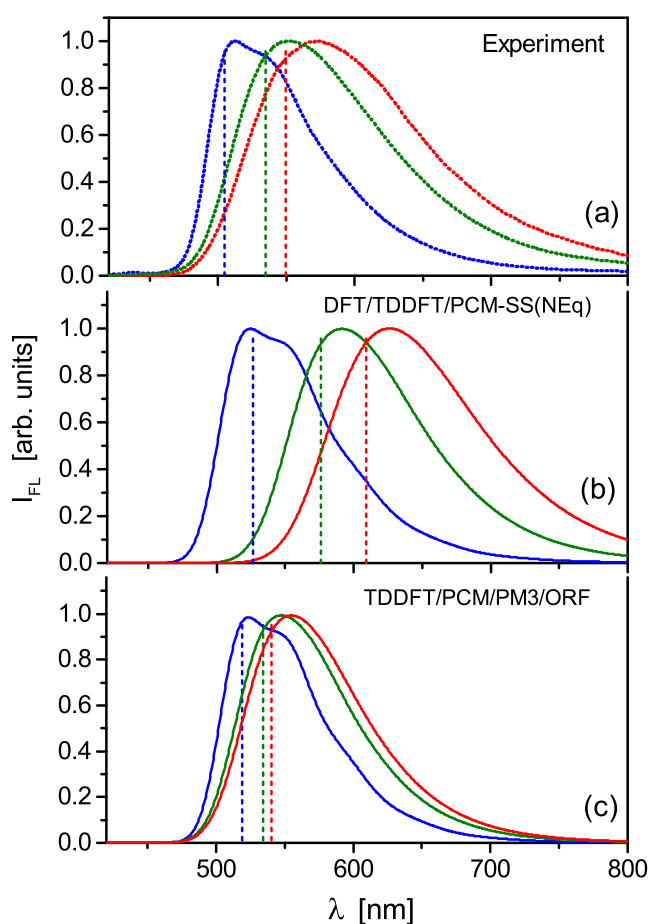 Experiment
1.0
0.8
0.6
0.4
0.2
0.0
(a)
DFT/TDDFT/PCM-SS(NEq)
1.0
0.8
0.6
0.4
0.2
0.0
(b)
I_FL [arb. units]
TDDFT/PCM/PM3/ORF
1.0
0.8
0.6
0.4
0.2
0.0
(c)
500 600 700 800
λ [nm]